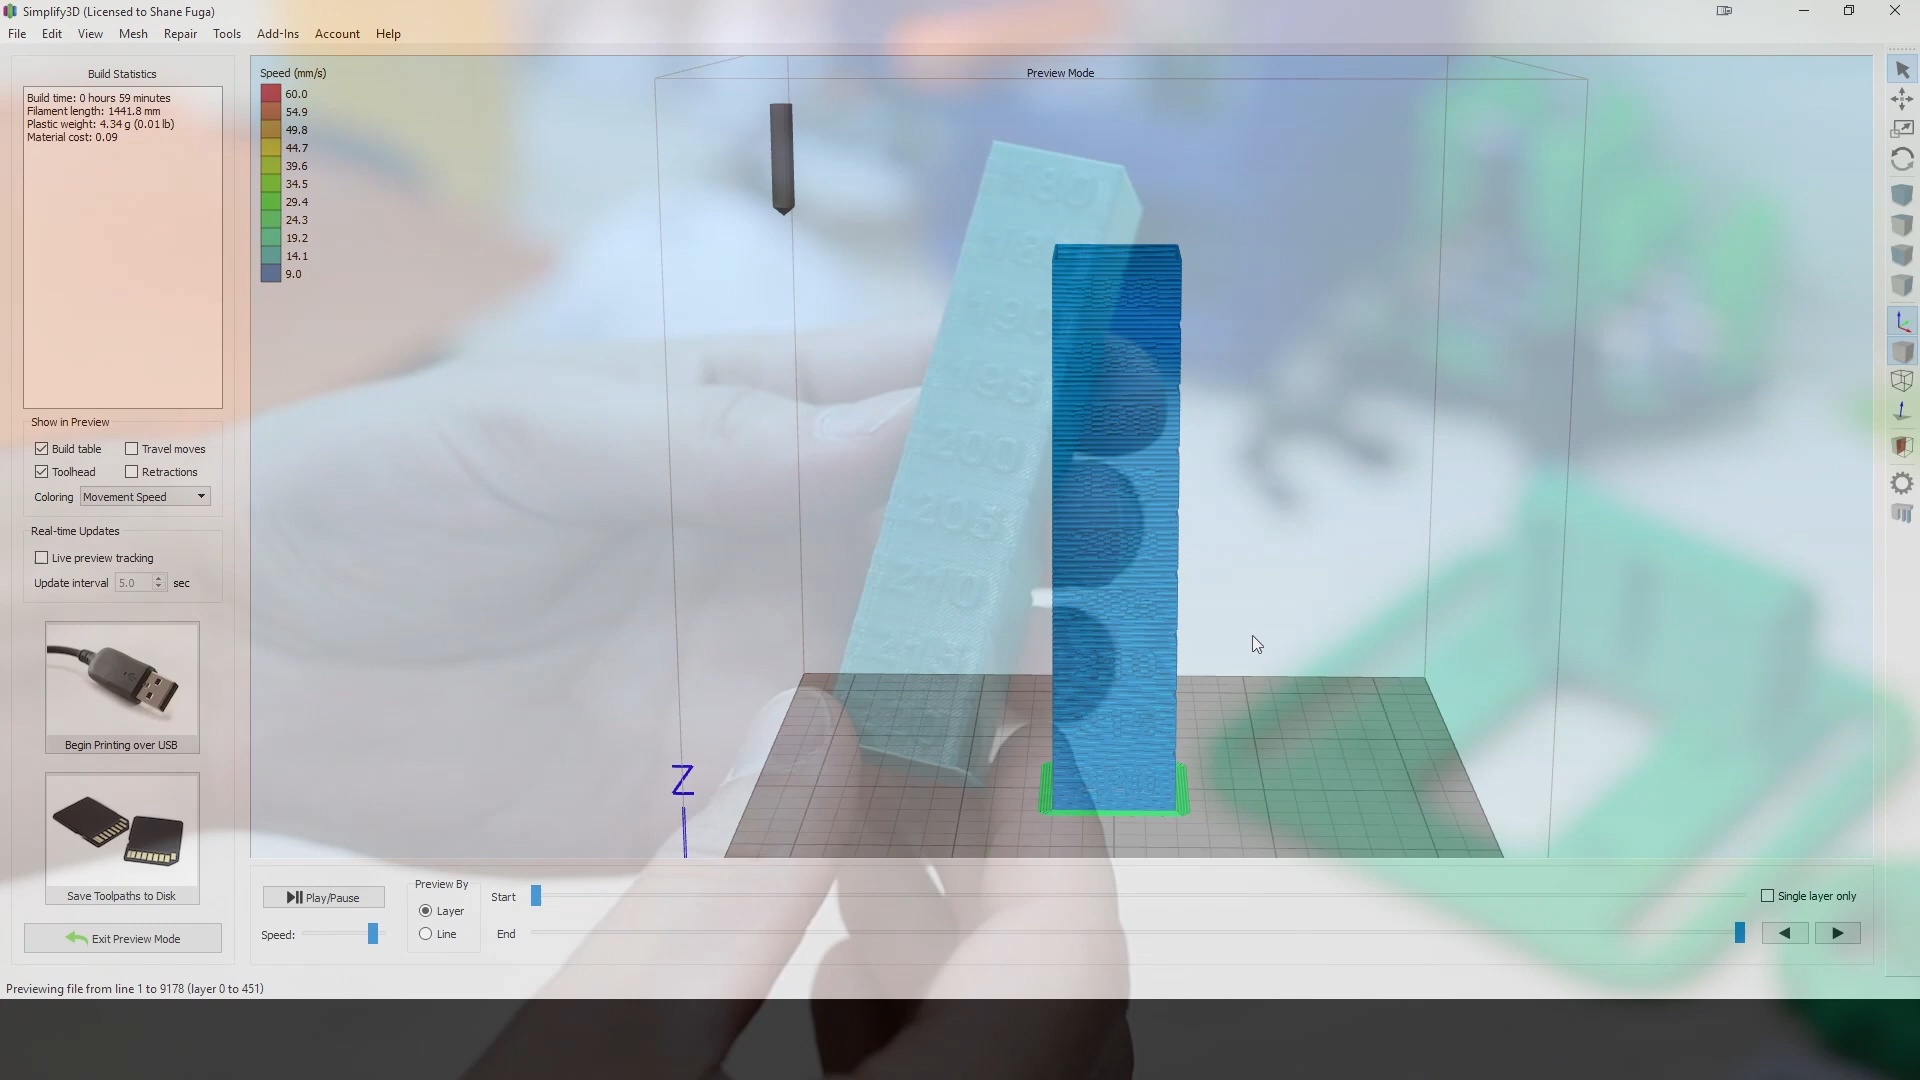 Simplify3D (Licensed to Shane Fuga)
File Edit View Mesh Repair Tools Add-Ins Account Help
Build Statistics
Build time: 0 hours 59 minutes
Filament length: 1441.8 mm
Plastic weight: 4.34 g (0.01 lb)
Material cost: 0.09
Show in Preview
Build table
Travel moves
Toolhead
Retractions
Coloring Movement Speed
Real-time Updates
Live preview tracking
Update interval 5.0 sec
Begin Printing over USB
Save Toolpaths to Disk
Exit Preview Mode
Speed (mm/s)
60.0
54.9
49.8
44.7
39.6
34.5
29.4
24.3
19.2
14.1
9.0
Preview Mode
190
195
200
205
210
215
Z
Play/Pause
Speed:
Preview By
Layer
Line
Start
End
Single layer only
Previewing file from line 1 to 9178 (layer 0 to 451)